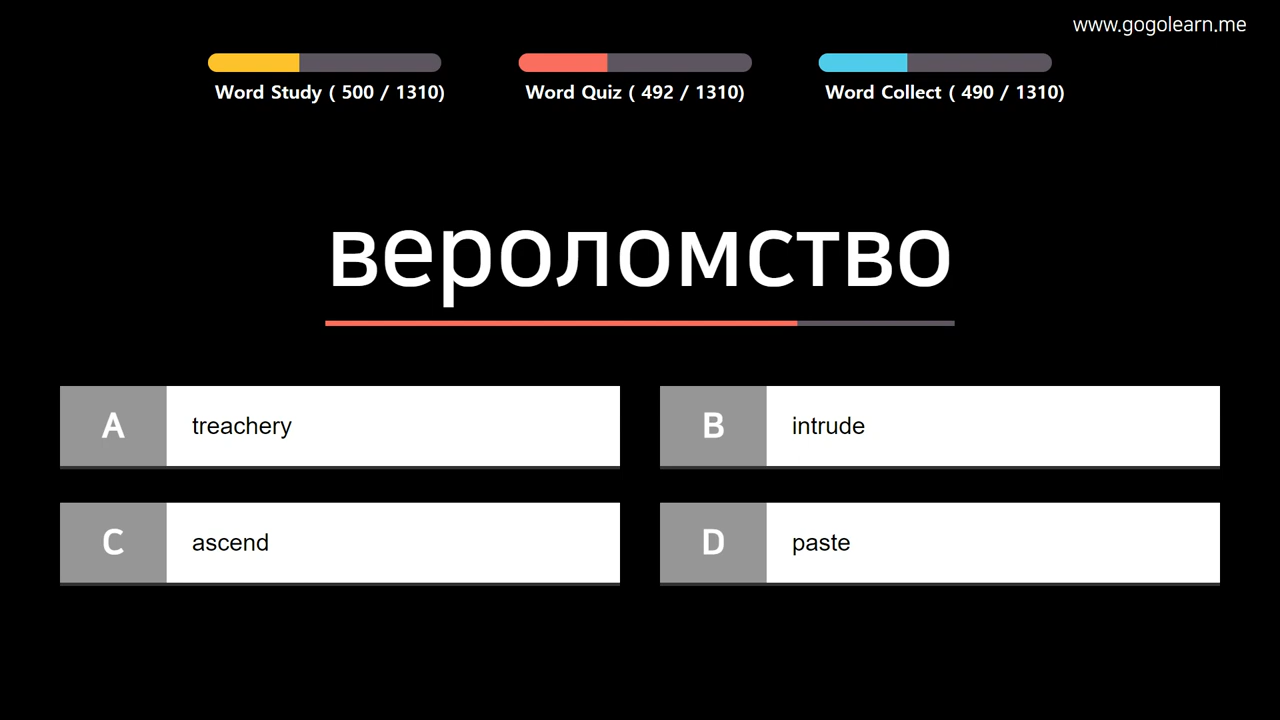 www.gogolearn.me
Word Study ( 500 / 1310)
Word Quiz ( 492 / 1310)
Word Collect ( 490 / 1310)
вероломство
A treachery
B intrude
C ascend
D paste